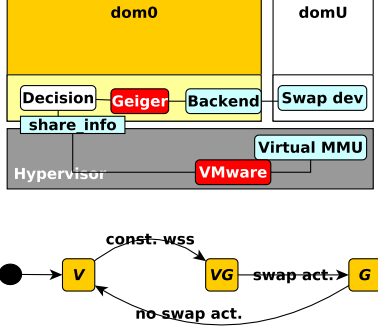 dom0
domU
Decision
Geiger
Backend
Swap dev
share_info
Virtual MMU
Hypervisor
VMware
const. wss
V
VG
swap act.
G
no swap act.